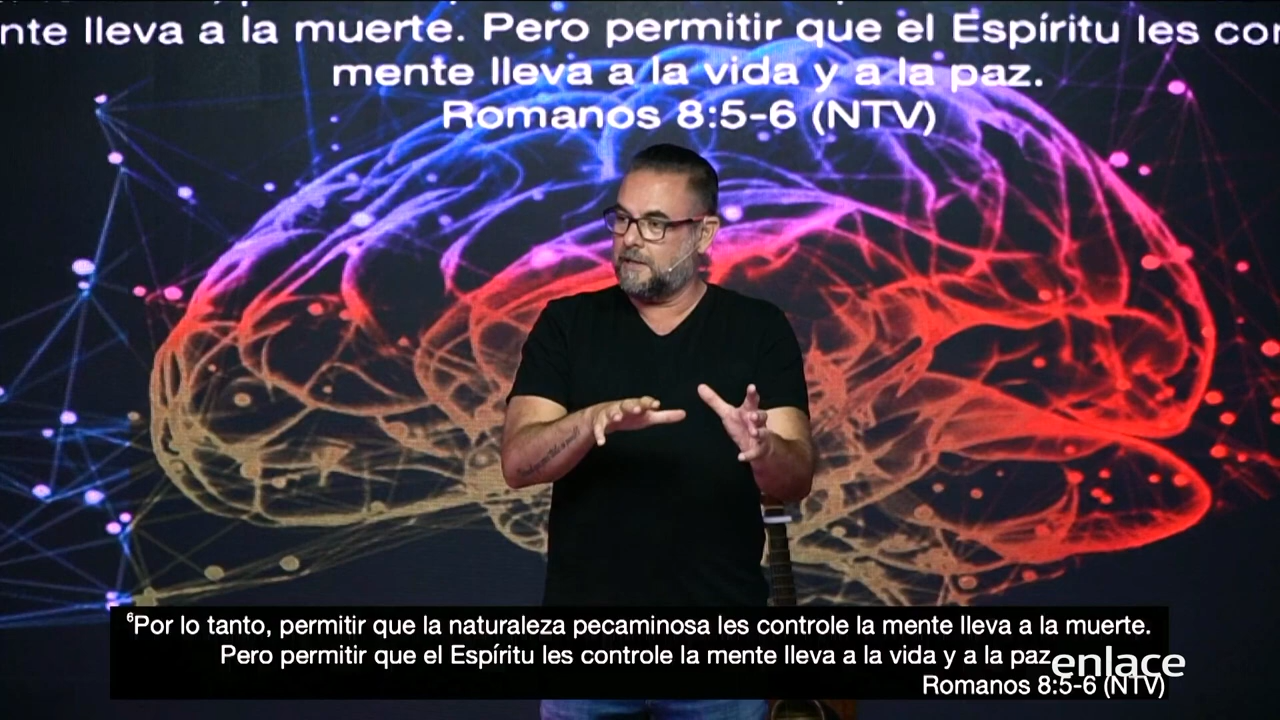 nte lleva a la muerte. Pero permitir que el Espíritu les con
mente lleva a la vida y a la paz.
Romanos 8:5-6 (NTV)
⁶Por lo tanto, permitir que la naturaleza pecaminosa les controle la mente lleva a la muerte.
Pero permitir que el Espíritu les controle la mente lleva a la vida y a la paz.
enlace
Romanos 8:5-6 (NTV)